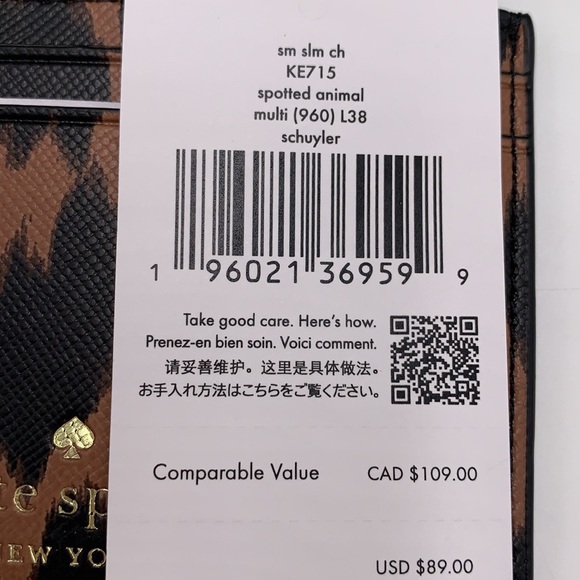 sm slm ch
KE715
spotted animal
multi (960) L38
schuyler
1 96021 36959 9
Take good care. Here's how.
Prenez-en bien soin. Voici comment.
请妥善维护。这里是具体做法。
お手入れ方法はこちらをご覧ください。
Comparable Value CAD $109.00
te sp
EW YO
USD $89.00